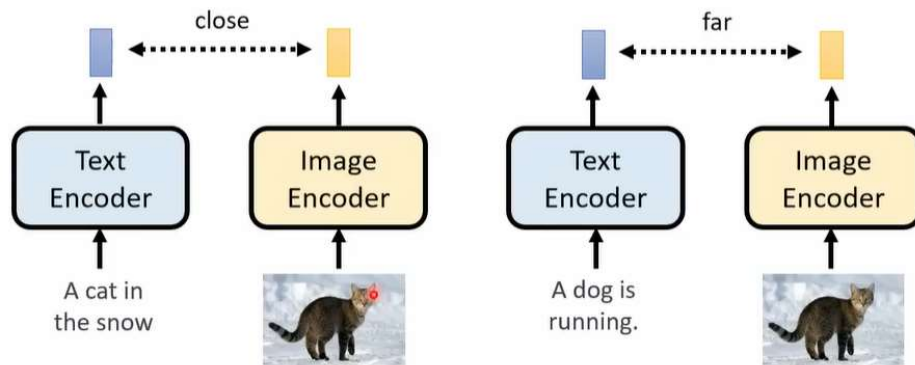 close
Text
Encoder
Image
Encoder
A cat in
the snow
far
Text
Encoder
Image
Encoder
A dog is
running.